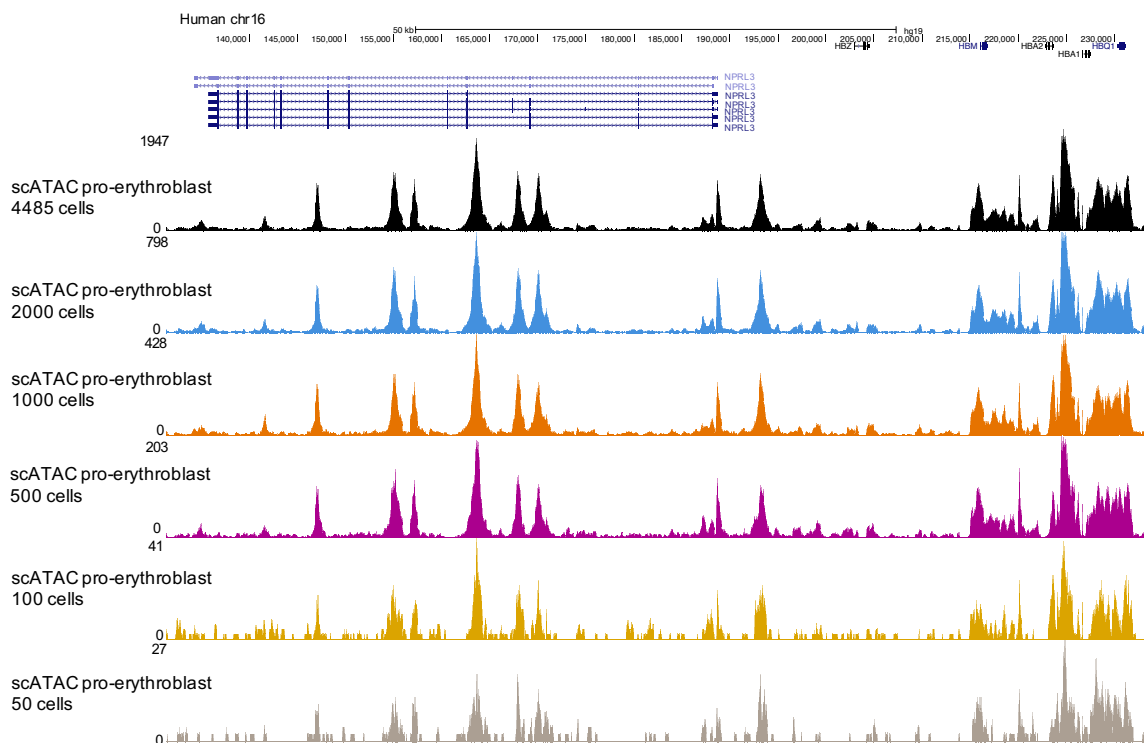 Human chr16
50 kb
hg19
140,000 145,000 150,000 155,000 160,000 165,000 170,000 175,000 180,000 185,000 190,000 195,000 200,000 205,000 210,000 215,000 220,000 225,000 230,000
HBZ HBM HBA2 HBQ1
HBA1
NPRL3
NPRL3
NPRL3
NPRL3
NPRL3
NPRL3
NPRL3
1947
scATAC pro-erythroblast
4485 cells
0
798
scATAC pro-erythroblast
2000 cells
0
428
scATAC pro-erythroblast
1000 cells
0
203
scATAC pro-erythroblast
500 cells
0
41
scATAC pro-erythroblast
100 cells
0
27
scATAC pro-erythroblast
50 cells
0